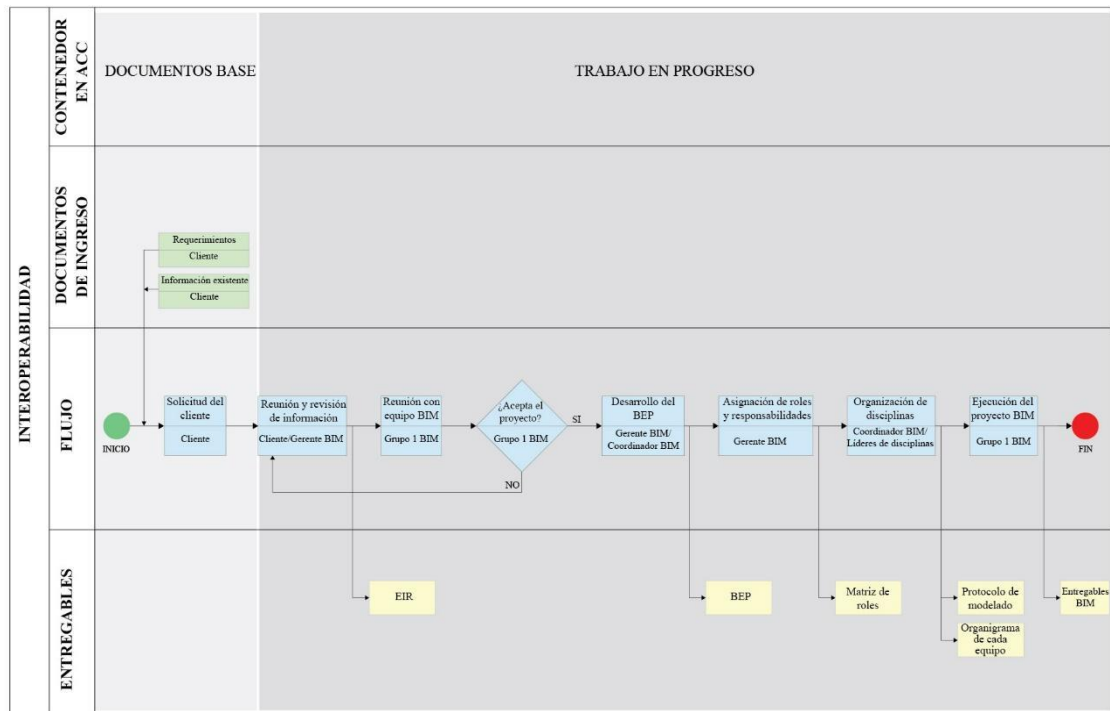 INTEROPERABILIDAD
CONTENEDOR
EN ACC
DOCUMENTOS BASE
TRABAJO EN PROGRESO
DOCUMENTOS
DE INGRESO
Requerimientos
Cliente
Información existente
Cliente
FLUJO
INICIO
Solicitud del
cliente
Cliente
Reunión y revisión
de información
Cliente/Gerente BIM
Reunión con
equipo BIM
Grupo 1 BIM
¿Acepta el
proyecto?
Grupo 1 BIM
SI
NO
Desarrollo del
BEP
Gerente BIM/
Coordinador BIM
Asignación de roles
y responsabilidades
Gerente BIM
Organización de
disciplinas
Coordinador BIM/
Líderes de disciplinas
Ejecución del
proyecto BIM
Grupo 1 BIM
FIN
ENTREGABLES
EIR
BEP
Matriz de
roles
Protocolo de
modelado
Organigrama
de cada
equipo
Entregables
BIM